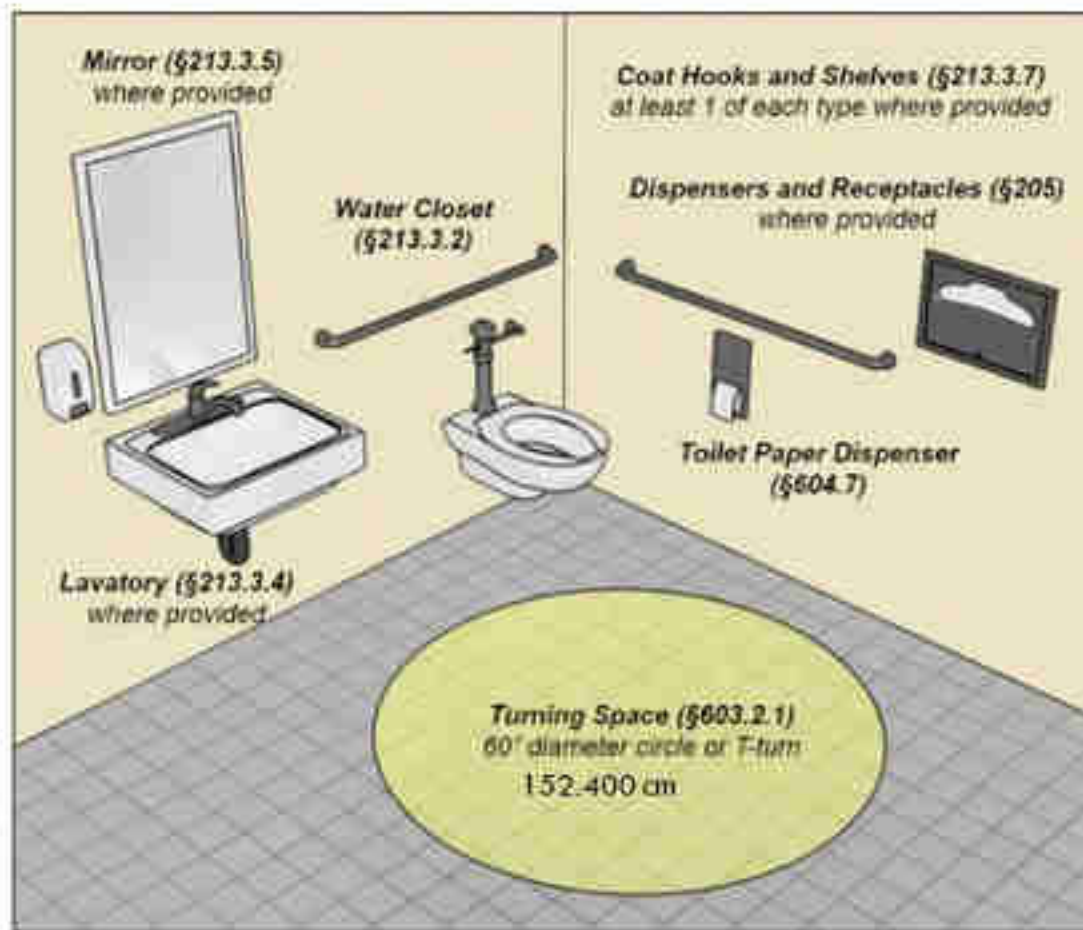 Mirror (§213.3.5)
where provided
Coat Hooks and Shelves (§213.3.7)
at least 1 of each type where provided
Water Closet
(§213.3.2)
Dispensers and Receptacles (§205)
where provided
Toilet Paper Dispenser
(§604.7)
Lavatory (§213.3.4)
where provided
Turning Space (§603.2.1)
60" diameter circle or T-turn
152.400 cm